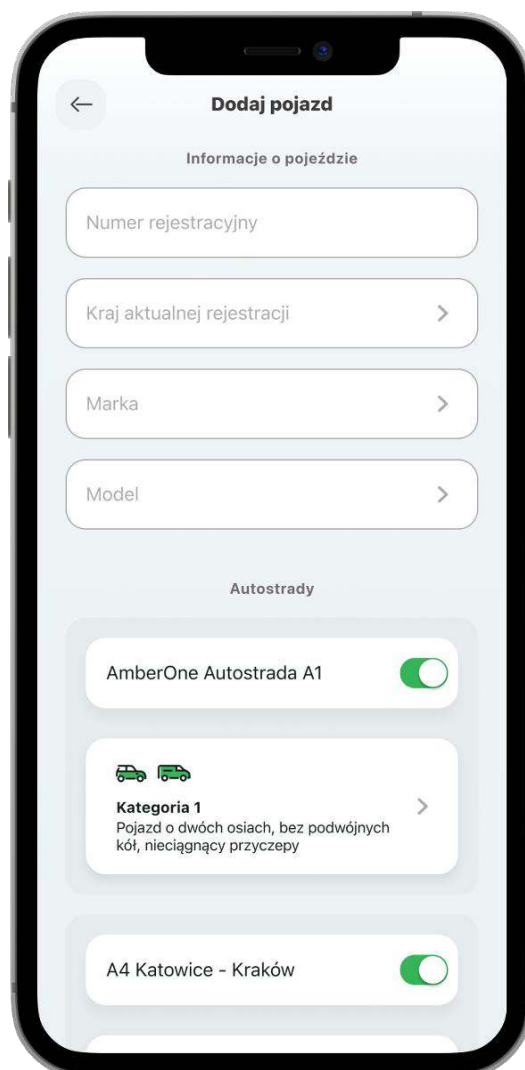 Dodaj pojazd
Informacje o pojeździe
Numer rejestracyjny
Kraj aktualnej rejestracji
Marka
Model
Autostrady
AmberOne Autostrada A1
Kategoria 1
Pojazd o dwóch osiach, bez podwójnych
kół, nieciągnący przyczepy
A4 Katowice - Kraków